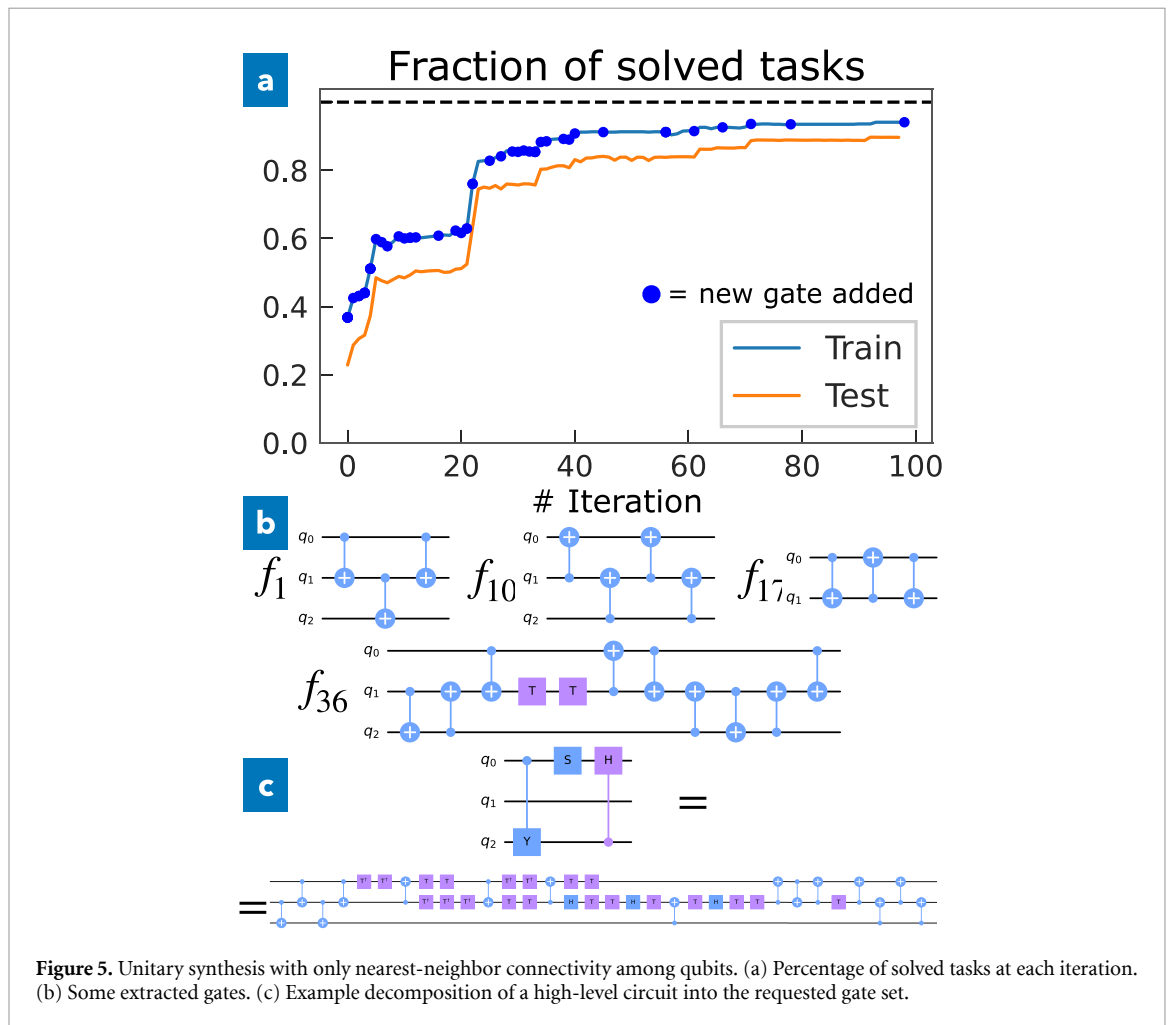 a
Fraction of solved tasks
0.8
0.6
0.4
0.2
0.0
= new gate added
Train
Test
0 20 40 60 80 100
# Iteration
b
f1 q0 q1 q2
f10 q0 q1 q2
f17 q0 q1
f36 q0 q1 q2
T T
c
q0 S H
q1
q2 Y
=
=
T† T† T T T† T† T T
T† T† T† T T H T T H T T H T T T
Figure 5. Unitary synthesis with only nearest-neighbor connectivity among qubits. (a) Percentage of solved tasks at each iteration.
(b) Some extracted gates. (c) Example decomposition of a high-level circuit into the requested gate set.